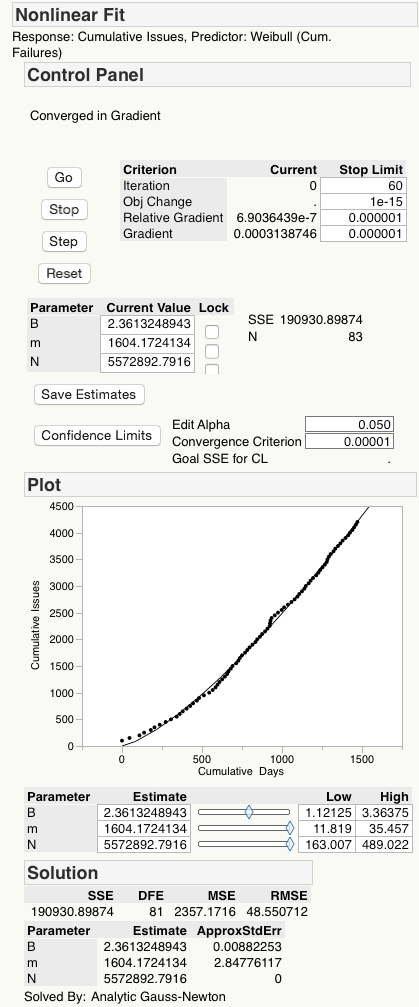 Nonlinear Fit
Response: Cumulative Issues, Predictor: Weibull (Cum.
Failures)
Control Panel
Converged in Gradient
Go
Stop
Step
Reset
Criterion Current Stop Limit
Iteration 0 60
Obj Change . 1e-15
Relative Gradient 6.9036439e-7 0.000001
Gradient 0.0003138746 0.000001
Parameter Current Value Lock
B 2.3613248943
m 1604.1724134
N 5572892.7916
SSE 190930.89874
N 83
Save Estimates
Confidence Limits
Edit Alpha 0.050
Convergence Criterion 0.00001
Goal SSE for CL .
Plot
4500
4000
3500
3000
2500
2000
1500
1000
500
0
Cumulative Issues
0 500 1000 1500
Cumulative Days
Parameter Estimate Low High
B 2.3613248943 1.12125 3.36375
m 1604.1724134 11.819 35.457
N 5572892.7916 163.007 489.022
Solution
SSE DFE MSE RMSE
190930.89874 81 2357.1716 48.550712
Parameter Estimate ApproxStdErr
B 2.3613248943 0.00882253
m 1604.1724134 2.84776117
N 5572892.7916 0
Solved By: Analytic Gauss-Newton